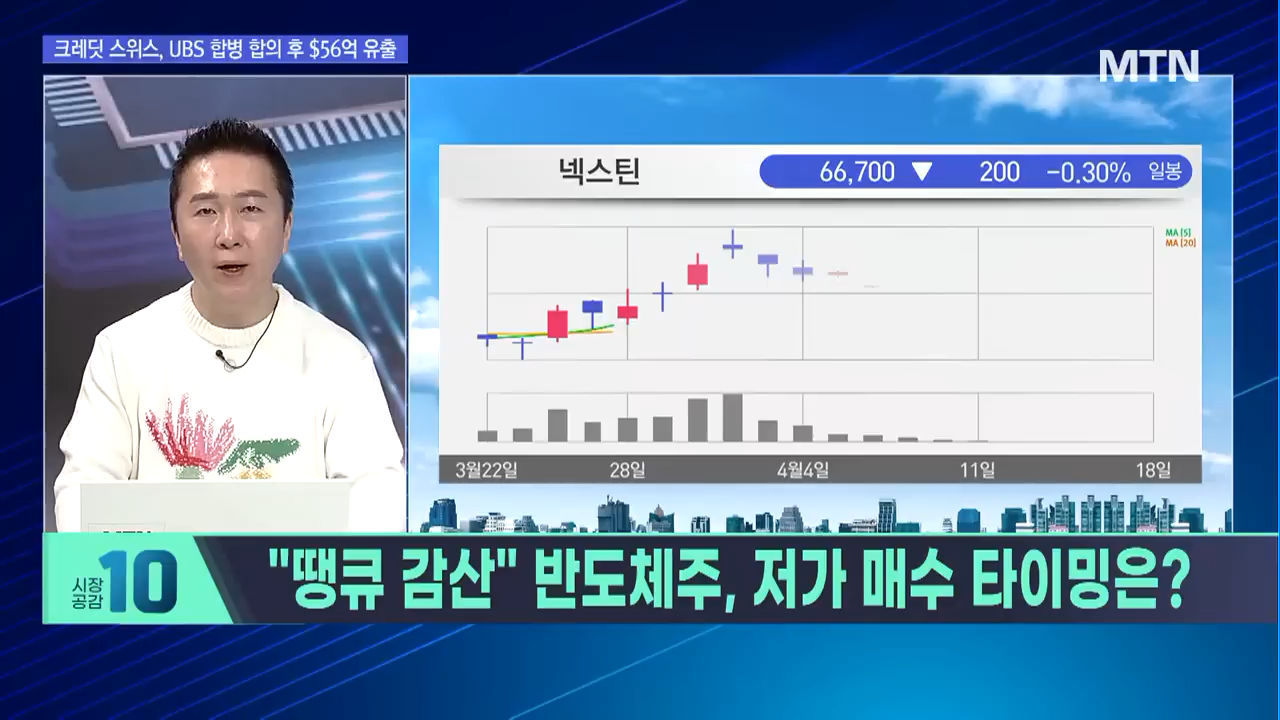 크레딧 스위스, UBS 합병 합의 후 $56억 유출
MTN
넥스틴 66,700 ▼ 200 -0.30% 일봉
MA [5]
MA [20]
3월22일 28일 4월4일 11일 18일
시장
공감
10
"땡큐 감산" 반도체주, 저가 매수 타이밍은?